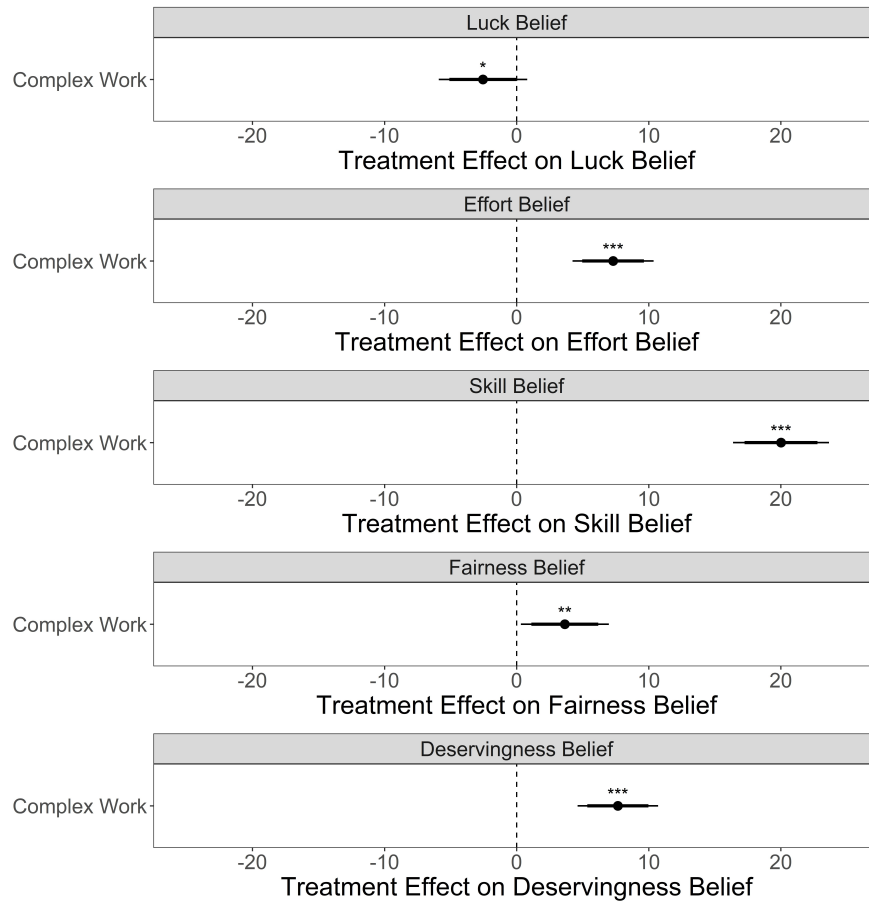 Luck Belief
*
Complex Work
-20 -10 0 10 20
Treatment Effect on Luck Belief
Effort Belief
***
Complex Work
-20 -10 0 10 20
Treatment Effect on Effort Belief
Skill Belief
***
Complex Work
-20 -10 0 10 20
Treatment Effect on Skill Belief
Fairness Belief
**
Complex Work
-20 -10 0 10 20
Treatment Effect on Fairness Belief
Deservingness Belief
***
Complex Work
-20 -10 0 10 20
Treatment Effect on Deservingness Belief